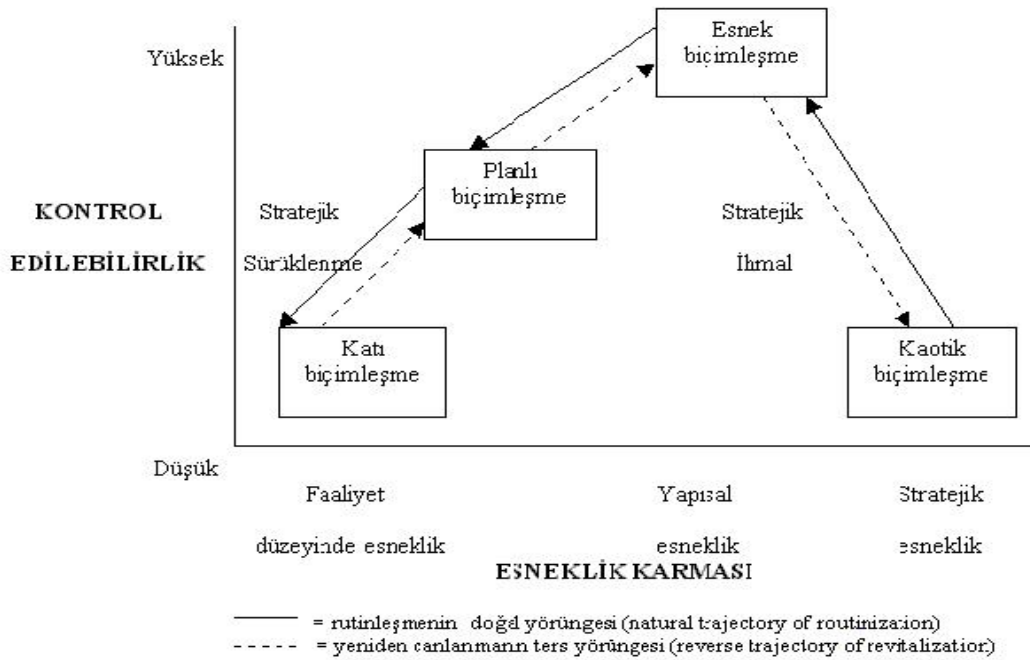 Esnek
biçimleşme
Yüksek
Planlı
biçimleşme
KONTROL
EDİLEBİLİRLİK
Stratejik
Sürüklenme
Stratejik
İhmal
Katı
biçimleşme
Kaotik
biçimleşme
Düşük
Faaliyet
düzeyinde esneklik
Yapısal
esneklik
Stratejik
esneklik
ESNEKLİK KARMASI
= rutinleşmenin doğal yörüngesi (natural trajectory of routinization)
= yeniden canlanmanın ters yörüngesi (reverse trajectory of revitalization)